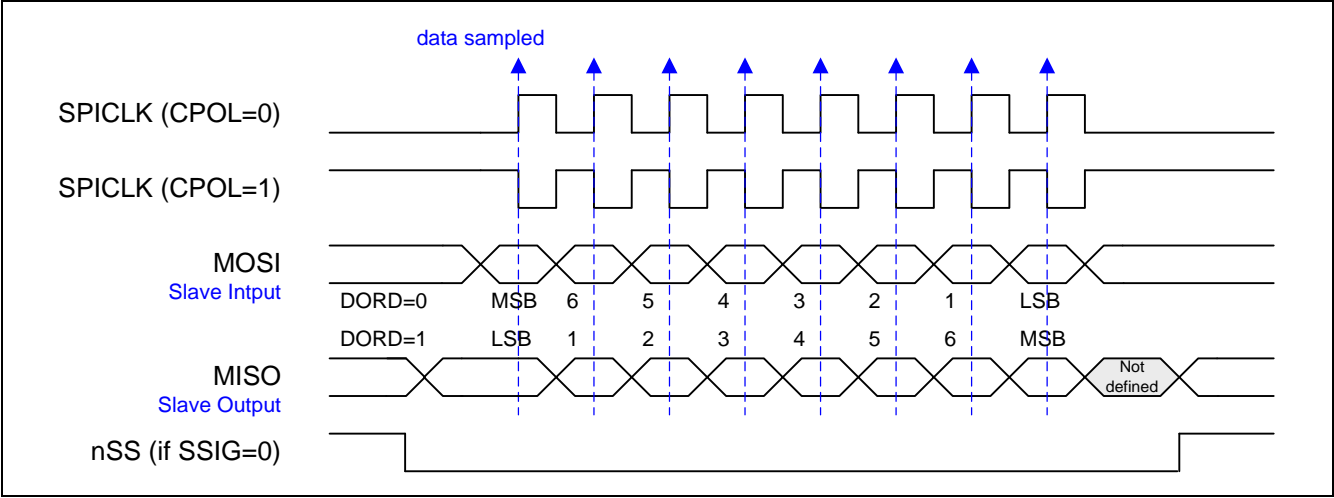 data sampled
SPICLK (CPOL=0)
SPICLK (CPOL=1)
MOSI
Slave Intput
DORD=0 MSB 6 5 4 3 2 1 LSB
DORD=1 LSB 1 2 3 4 5 6 MSB
MISO
Slave Output
Not
defined
nSS (if SSIG=0)